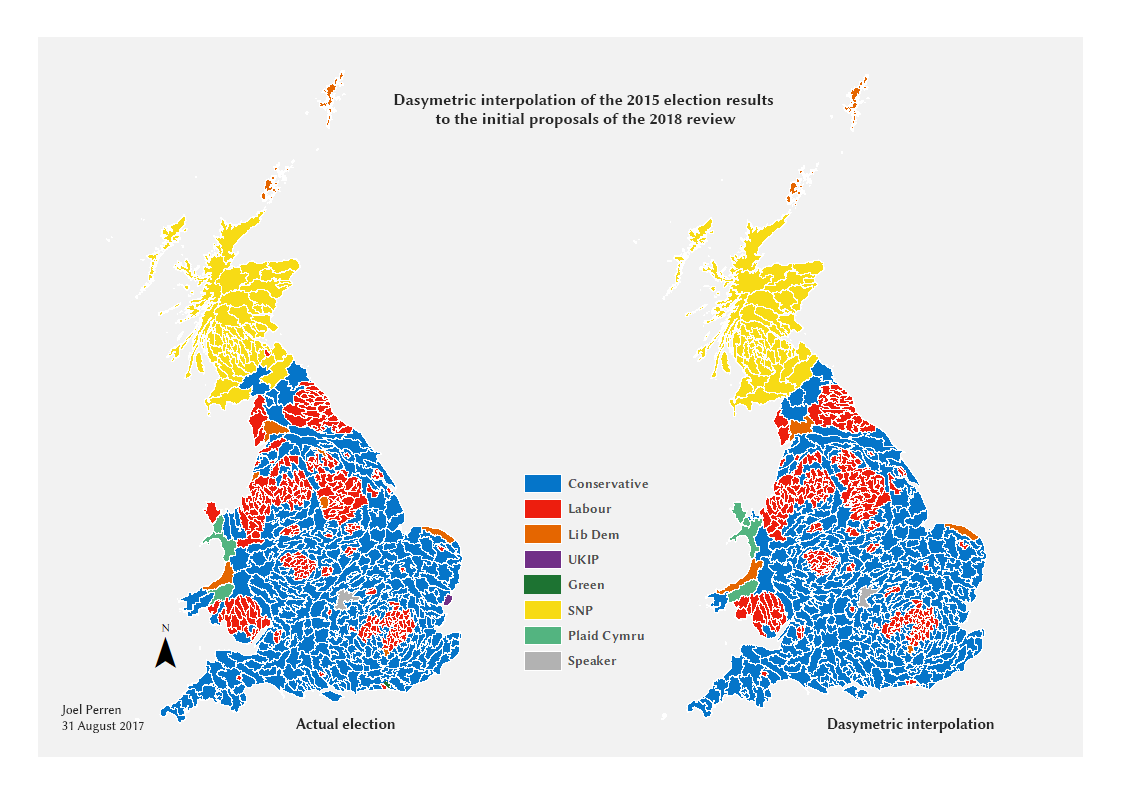 Dasymetric interpolation of the 2015 election results
to the initial proposals of the 2018 review
Conservative
Labour
Lib Dem
UKIP
Green
SNP
Plaid Cymru
Speaker
N
Joel Perren
31 August 2017
Actual election
Dasymetric interpolation